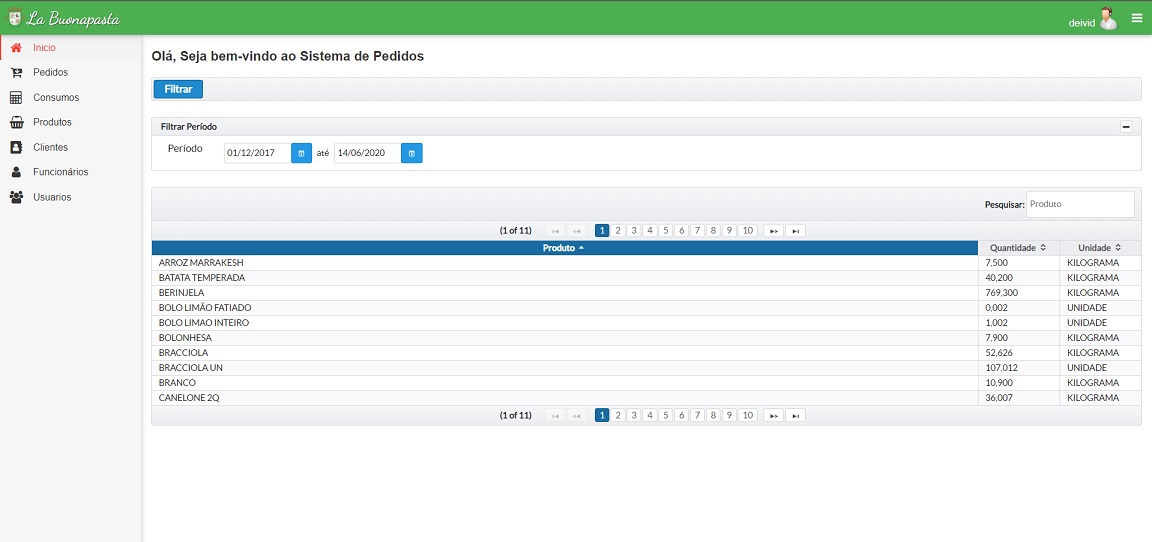 La Buonapasta
deivid
Inicio
Pedidos
Consumos
Produtos
Clientes
Funcionários
Usuarios
Olá, Seja bem-vindo ao Sistema de Pedidos
Filtrar
Filtrar Período
Período 01/12/2017 até 14/06/2020
Pesquisar: Produto
(1 of 11) 1 2 3 4 5 6 7 8 9 10
Produto Quantidade Unidade
ARROZ MARRAKESH 7,500 KILOGRAMA
BATATA TEMPERADA 40,200 KILOGRAMA
BERINJELA 769,300 KILOGRAMA
BOLO LIMÃO FATIADO 0,002 UNIDADE
BOLO LIMAO INTEIRO 1,002 UNIDADE
BOLONHESA 7,900 KILOGRAMA
BRACCIOLA 52,626 KILOGRAMA
BRACCIOLA UN 107,012 UNIDADE
BRANCO 10,900 KILOGRAMA
CANELONE 2Q 36,007 KILOGRAMA
(1 of 11) 1 2 3 4 5 6 7 8 9 10